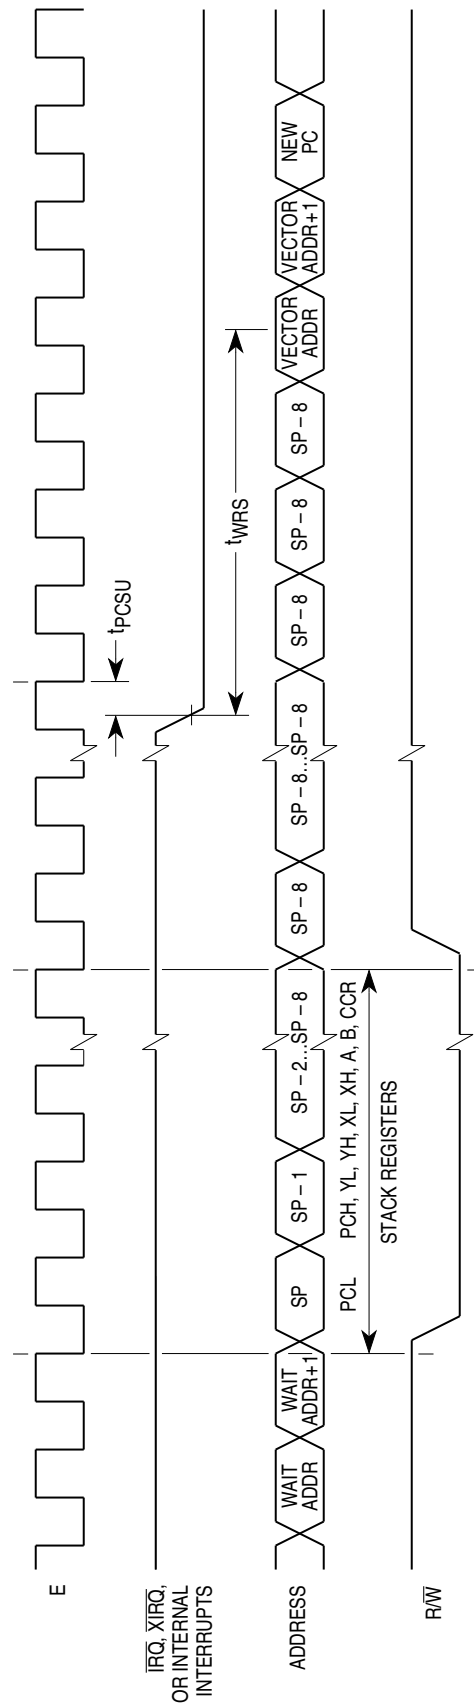 E
t PCSU
IRQ, XIRQ,
OR INTERNAL
INTERRUPTS
t WRS
ADDRESS
WAIT
ADDR
WAIT
ADDR+1
SP
SP – 1
SP – 2...SP – 8
SP – 8
SP – 8...SP – 8
SP – 8
SP – 8
SP – 8
VECTOR
ADDR
VECTOR
ADDR+1
NEW
PC
PCL
PCH, YL, YH, XL, XH, A, B, CCR
STACK REGISTERS
R/W